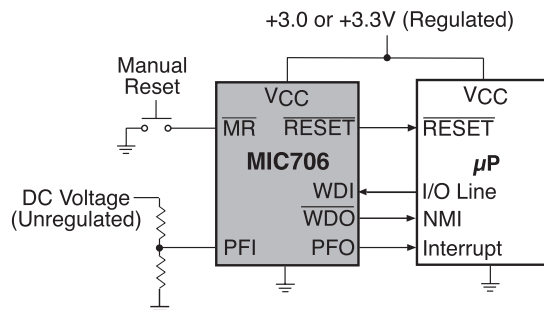 +3.0 or +3.3V (Regulated)
Manual
Reset
VCC
VCC
MR
RESET
RESET
MIC706
µP
DC Voltage
(Unregulated)
WDI
I/O Line
WDO
NMI
PFI
PFO
Interrupt